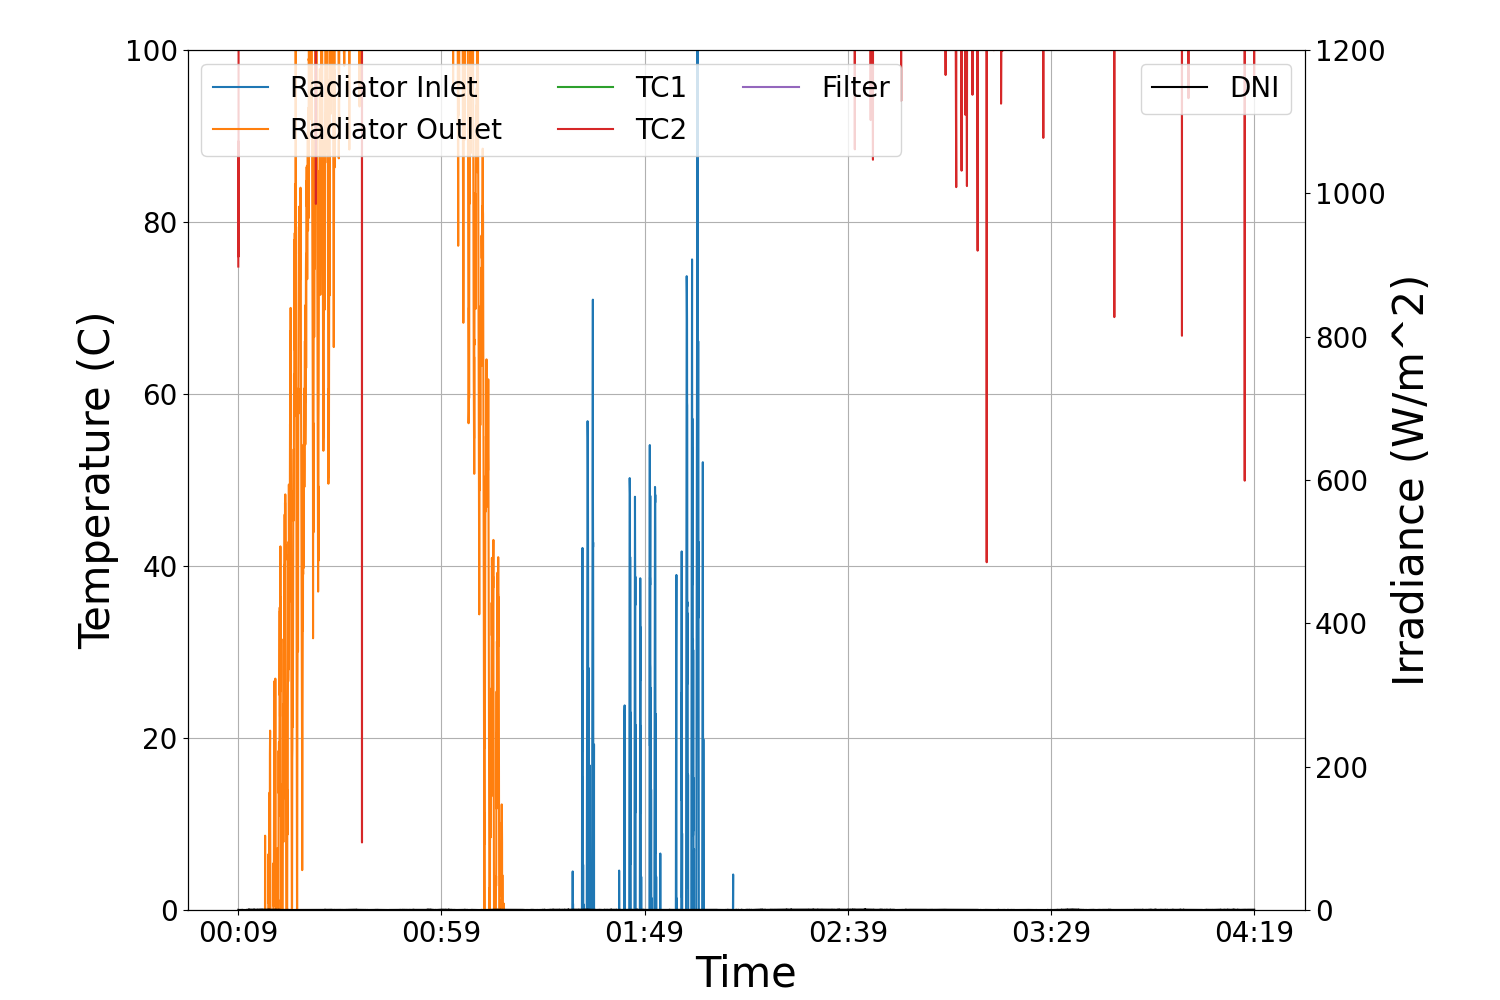 100
80
60
40
20
0
Temperature (C)
Radiator Inlet
Radiator Outlet
TC1
TC2
Filter
DNI
1200
1000
800
600
400
200
0
Irradiance (W/m^2)
00:09
00:59
01:49
02:39
03:29
04:19
Time